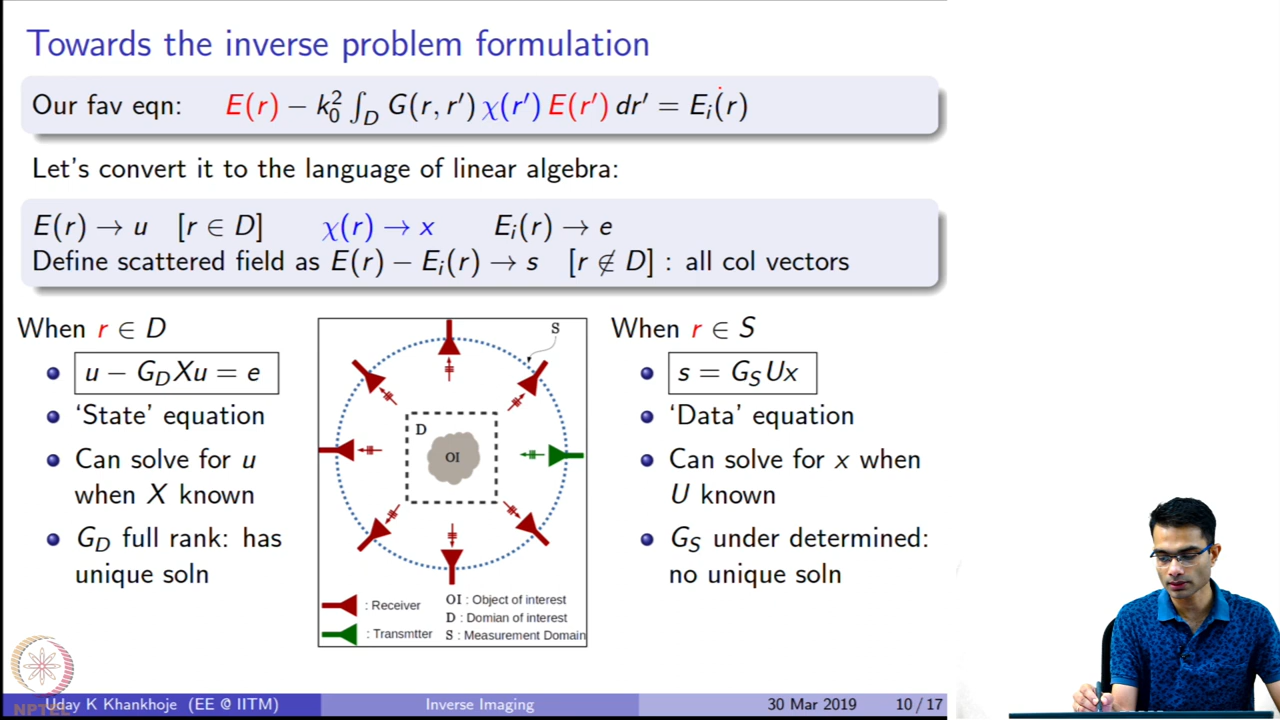 Towards the inverse problem formulation
Our fav eqn: E(r) − k₀² ∫_D G(r, r′) χ(r′) E(r′) dr′ = E_i(r)
Let's convert it to the language of linear algebra:
E(r) → u [r ∈ D] χ(r) → x E_i(r) → e
Define scattered field as E(r) − E_i(r) → s [r ∉ D] : all col vectors
When r ∈ D
u − G_D Xu = e
'State' equation
Can solve for u
when X known
G_D full rank: has
unique soln
S
D
OI
: Receiver
: Transmtter
OI : Object of interest
D : Domian of interest
S : Measurement Domain
When r ∈ S
s = G_S Ux
'Data' equation
Can solve for x when
U known
G_S under determined:
no unique soln
NPTEL
Uday K Khankhoje (EE @ IITM) Inverse Imaging 30 Mar 2019 10 / 17